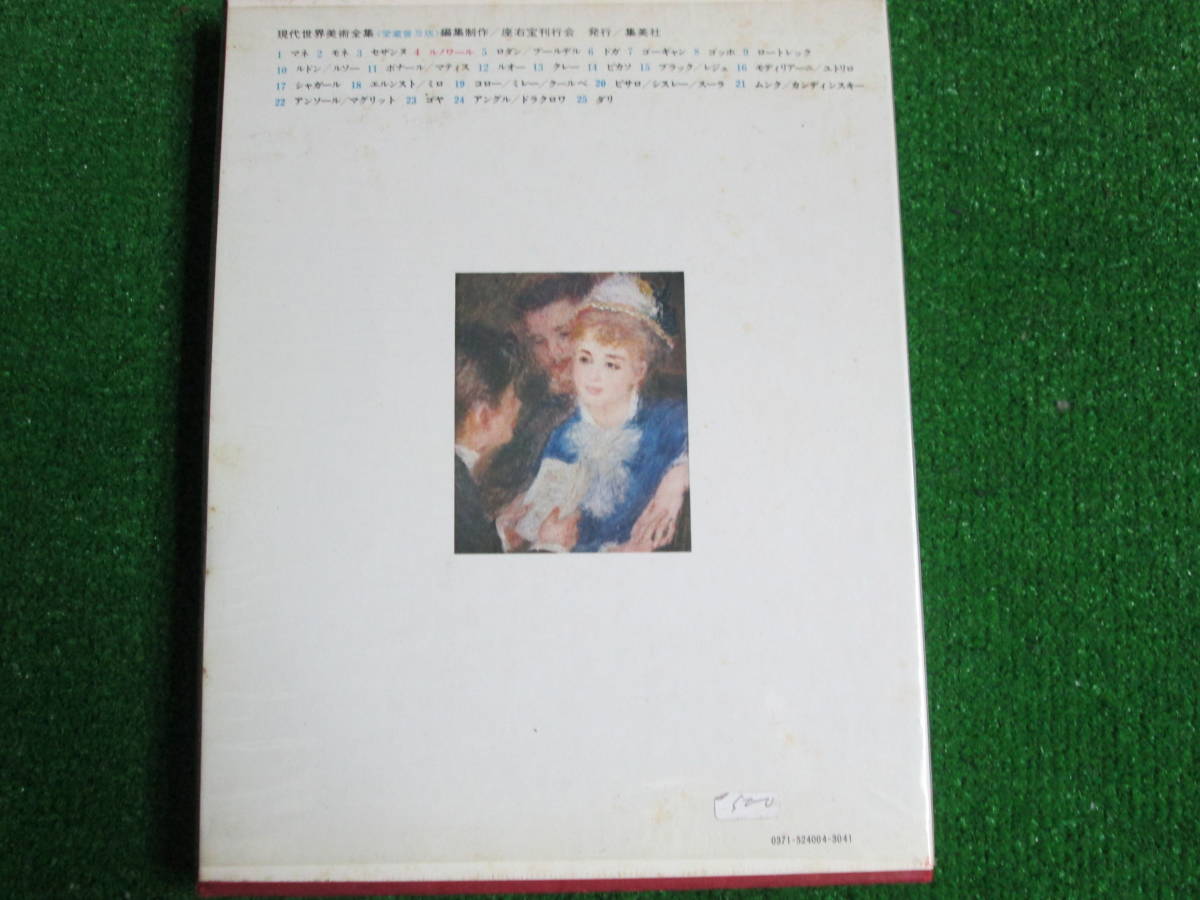 現代世界美術全集〈愛蔵普及版〉編集制作/座右宝刊行会　発行/集英社
1 マネ 2 モネ 3 セザンヌ 4 ルノワール 5 ロダン/ブールデル 6 ドガ 7 ゴーギャン 8 ゴッホ 9 ロートレック
10 ルドン/ルソー 11 ボナール/マティス 12 ルオー 13 クレー 14 ピカソ 15 ブラック/レジェ 16 モディリアーニ/ユトリロ
17 シャガール 18 エルンスト/ミロ 19 コロー/ミレー/クールベ 20 ピサロ/シスレー/スーラ 21 ムンク/カンディンスキー
22 アンソール/マグリット 23 ゴヤ 24 アングル/ドラクロワ 25 ダリ
500
0371-524004-3041